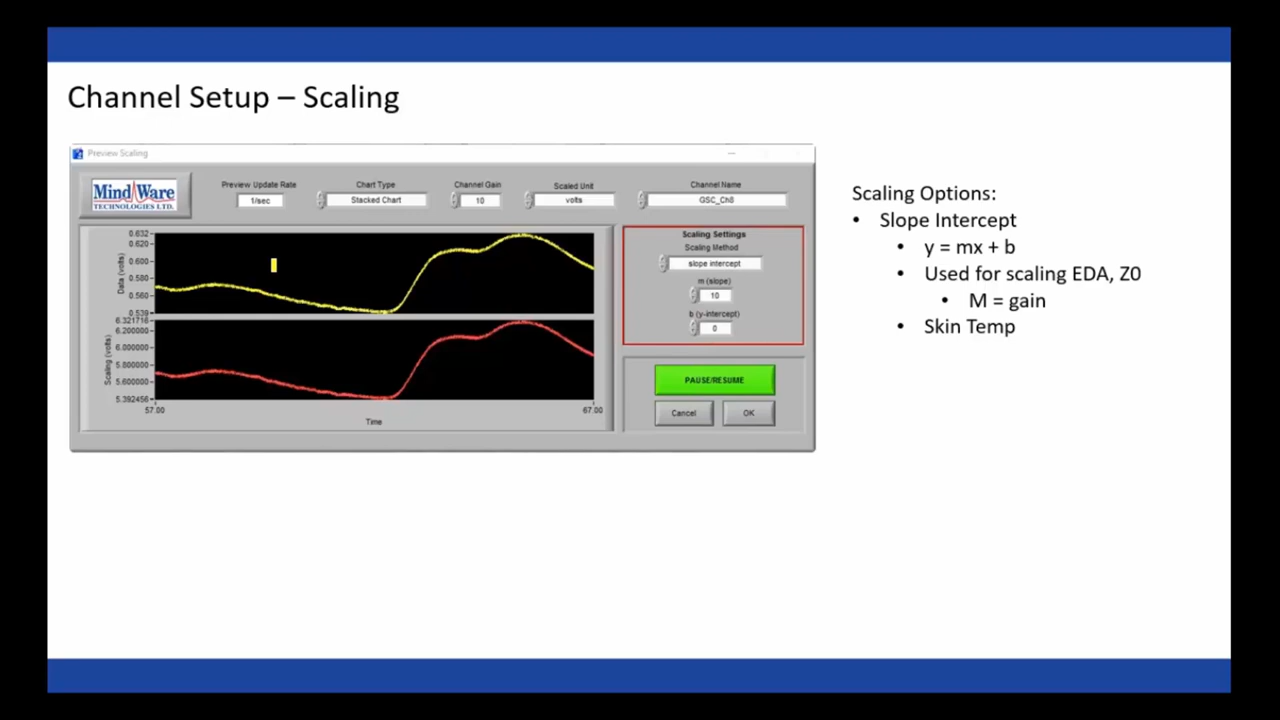 Channel Setup – Scaling
Preview Scaling
MindWare
TECHNOLOGIES LTD.
Preview Update Rate
1/sec
Chart Type
Stacked Chart
Channel Gain
10
Scaled Unit
volts
Channel Name
GSC_Ch8
Data (volts)
0.632
0.620
0.600
0.580
0.560
0.539
Scaling (volts)
6.321716
6.200000
6.000000
5.800000
5.600000
5.392456
57.00
67.00
Time
Scaling Settings
Scaling Method
slope intercept
m (slope)
10
b (y-intercept)
0
PAUSE/RESUME
Cancel
OK
Scaling Options:
• Slope Intercept
• y = mx + b
• Used for scaling EDA, Z0
• M = gain
• Skin Temp